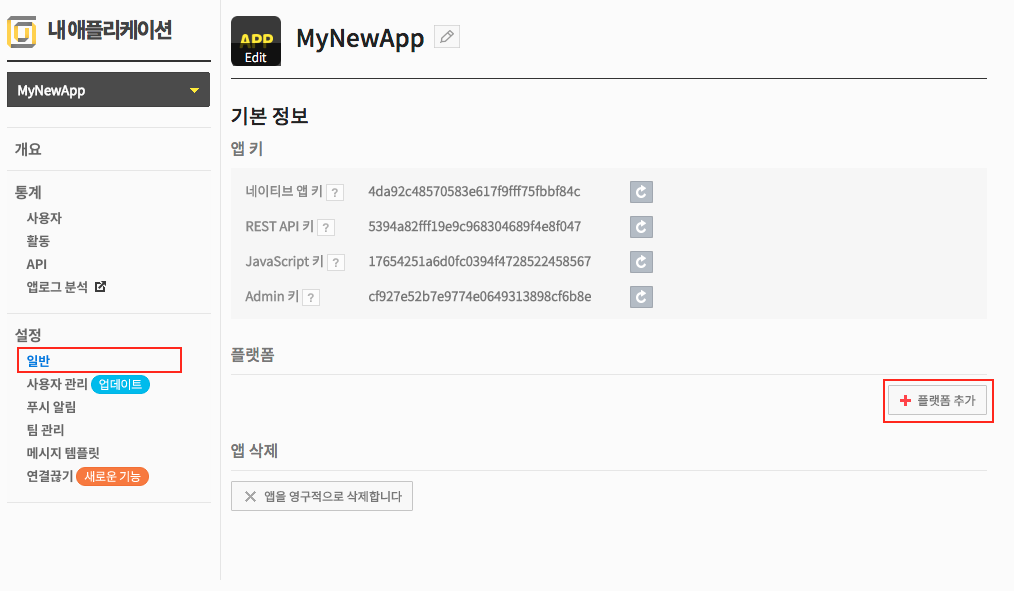 내 애플리케이션
MyNewApp
개요
통계
사용자
활동
API
앱로그 분석
설정
일반
사용자 관리 업데이트
푸시 알림
팀 관리
메시지 템플릿
연결끊기 새로운 기능
APP
Edit
MyNewApp
기본 정보
앱 키
네이티브 앱 키 ? 4da92c48570583e617f9fff75fbbf84c
REST API 키 ? 5394a82fff19e9c968304689f4e8f047
JavaScript 키 ? 17654251a6d0fc0394f4728522458567
Admin 키 ? cf927e52b7e9774e0649313898cf6b8e
플랫폼
플랫폼 추가
앱 삭제
앱을 영구적으로 삭제합니다